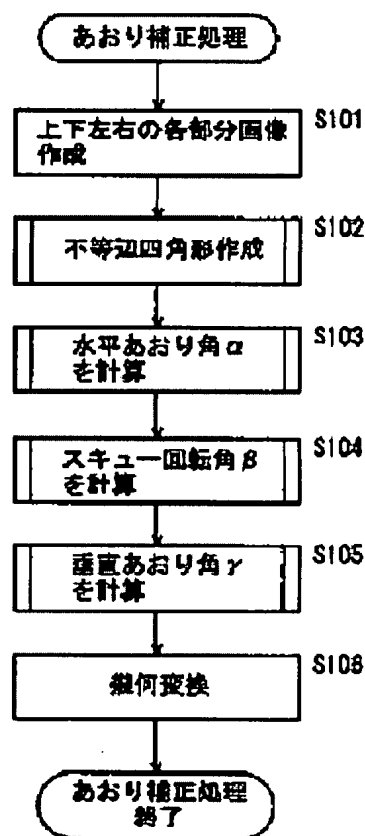 あおり補正処理
上下左右の各部分画像
作成
S101
不等辺四角形作成
S102
水平あおり角α
を計算
S103
スキュー回転角β
を計算
S104
垂直あおり角γ
を計算
S105
幾何変換
S106
あおり補正処理
終了